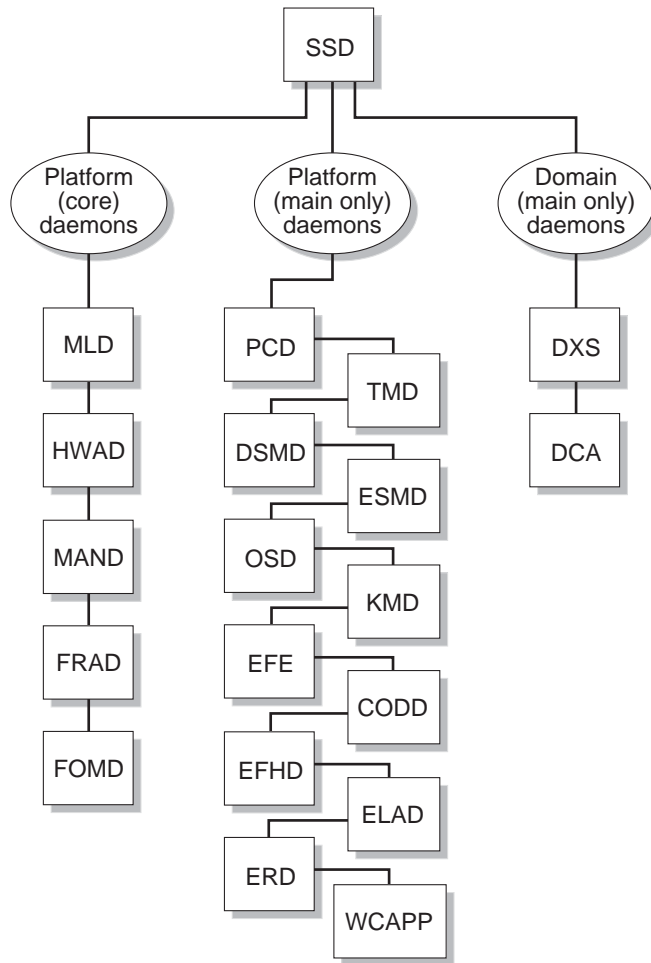 SSD
Platform
(core)
daemons
Platform
(main only)
daemons
Domain
(main only)
daemons
MLD
HWAD
MAND
FRAD
FOMD
PCD
TMD
DSMD
ESMD
OSD
KMD
EFE
CODD
EFHD
ELAD
ERD
WCAPP
DXS
DCA